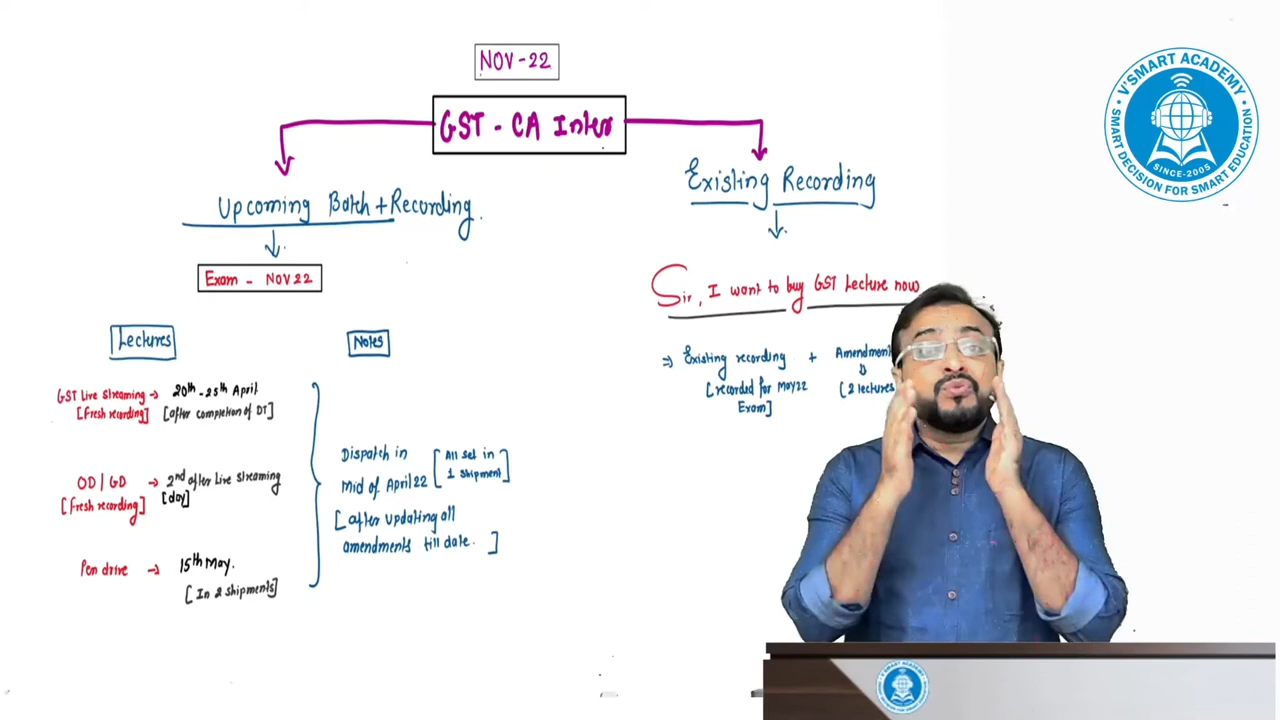 NOV-22
GST - CA Inter
Upcoming Batch + Recording.
Exam - NOV 22
Lectures
Notes
GST Live Streaming → 20th - 25th April
[Fresh recording] [after completion of DT]
OD / GD → 2nd after Live streaming
[Fresh recording] [day]
Pen drive → 15th May.
[In 2 shipments]
Dispatch in [All set in
Mid of April 22 1 shipment]
[after updating all
amendments till date. ]
Existing Recording
Sir, I want to buy GST Lecture now
⇒ Existing recording + Amendment
[recorded for May 22 [2 lectures
Exam]
V'SMART ACADEMY
SINCE-2005
SMART DECISION FOR SMART EDUCATION
V'SMART ACADEMY